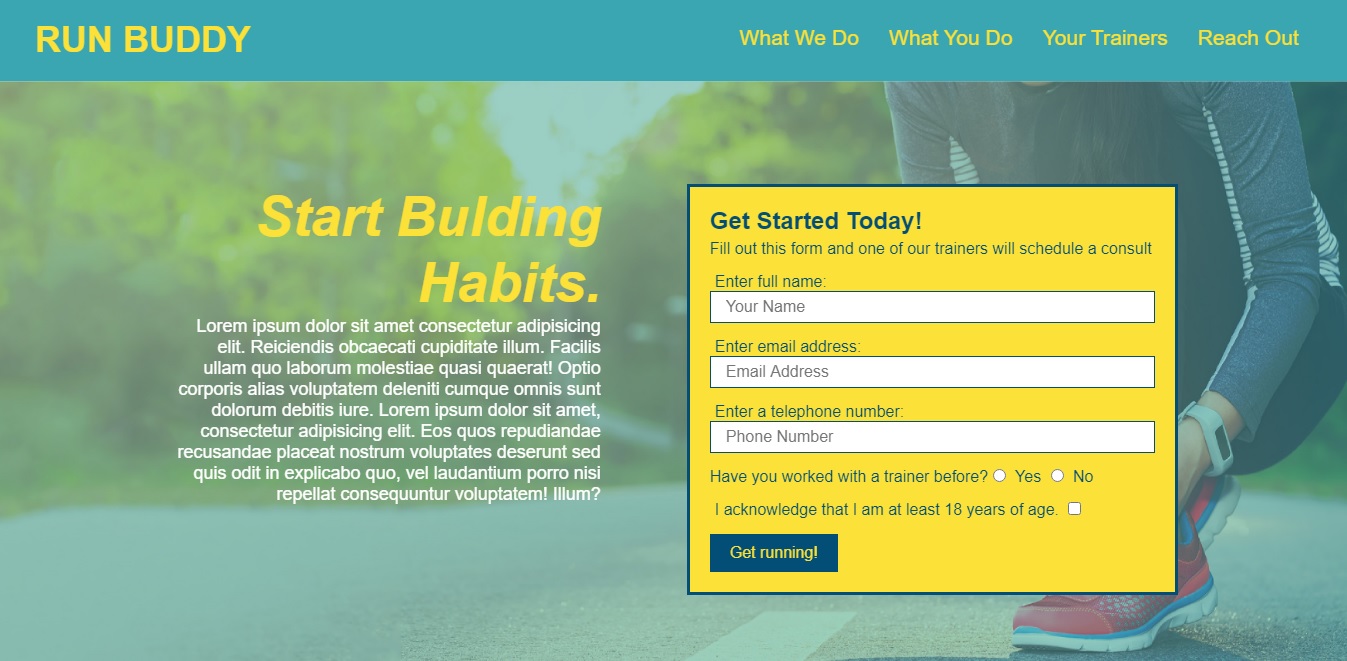 RUN BUDDY
What We Do What You Do Your Trainers Reach Out
Start Bulding
Habits.
Lorem ipsum dolor sit amet consectetur adipisicing
elit. Reiciendis obcaecati cupiditate illum. Facilis
ullam quo laborum molestiae quasi quaerat! Optio
corporis alias voluptatem deleniti cumque omnis sunt
dolorum debitis iure. Lorem ipsum dolor sit amet,
consectetur adipisicing elit. Eos quos repudiandae
recusandae placeat nostrum voluptates deserunt sed
quis odit in explicabo quo, vel laudantium porro nisi
repellat consequuntur voluptatem! Illum?
Get Started Today!
Fill out this form and one of our trainers will schedule a consult
Enter full name:
Your Name
Enter email address:
Email Address
Enter a telephone number:
Phone Number
Have you worked with a trainer before? Yes No
I acknowledge that I am at least 18 years of age.
Get running!